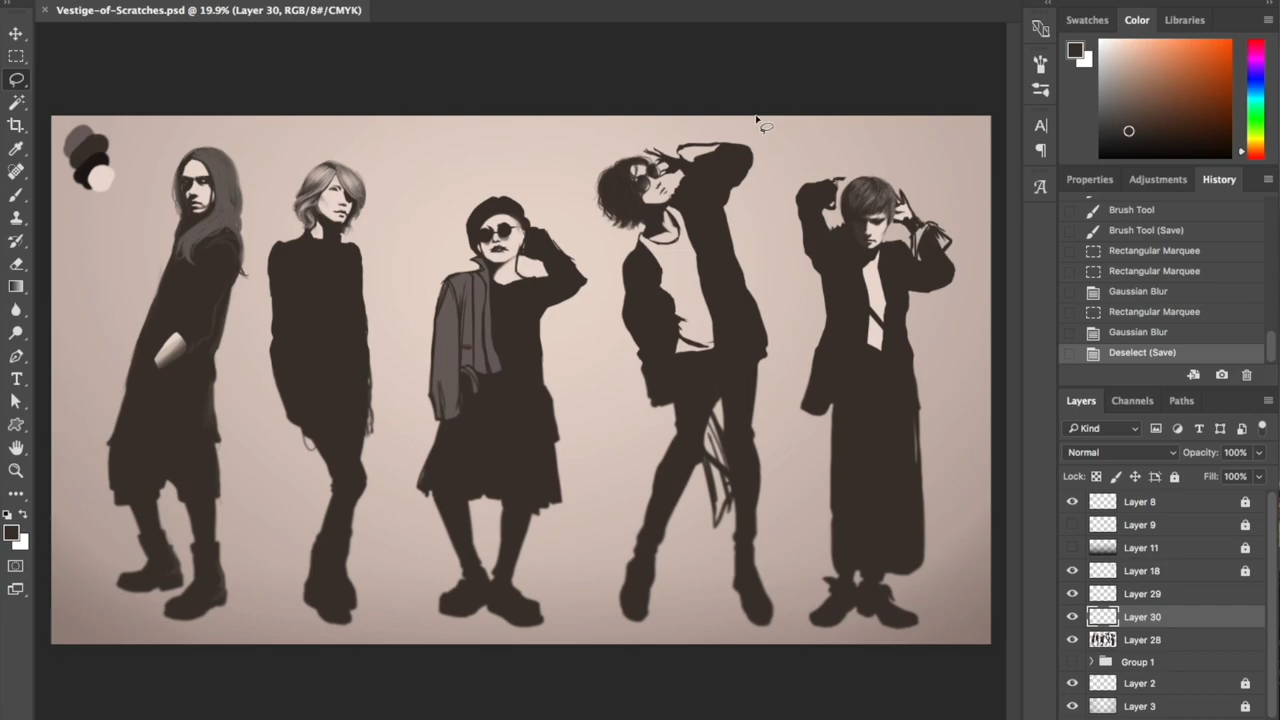 Vestige-of-Scratches.psd @ 19.9% (Layer 30, RGB/8#/CMYK)
Swatches Color Libraries
Properties Adjustments History
Brush Tool
Brush Tool (Save)
Rectangular Marquee
Rectangular Marquee
Gaussian Blur
Rectangular Marquee
Gaussian Blur
Deselect (Save)
Layers Channels Paths
Kind
Normal Opacity: 100%
Lock: Fill: 100%
Layer 8
Layer 9
Layer 11
Layer 18
Layer 29
Layer 30
Layer 28
Group 1
Layer 2
Layer 3